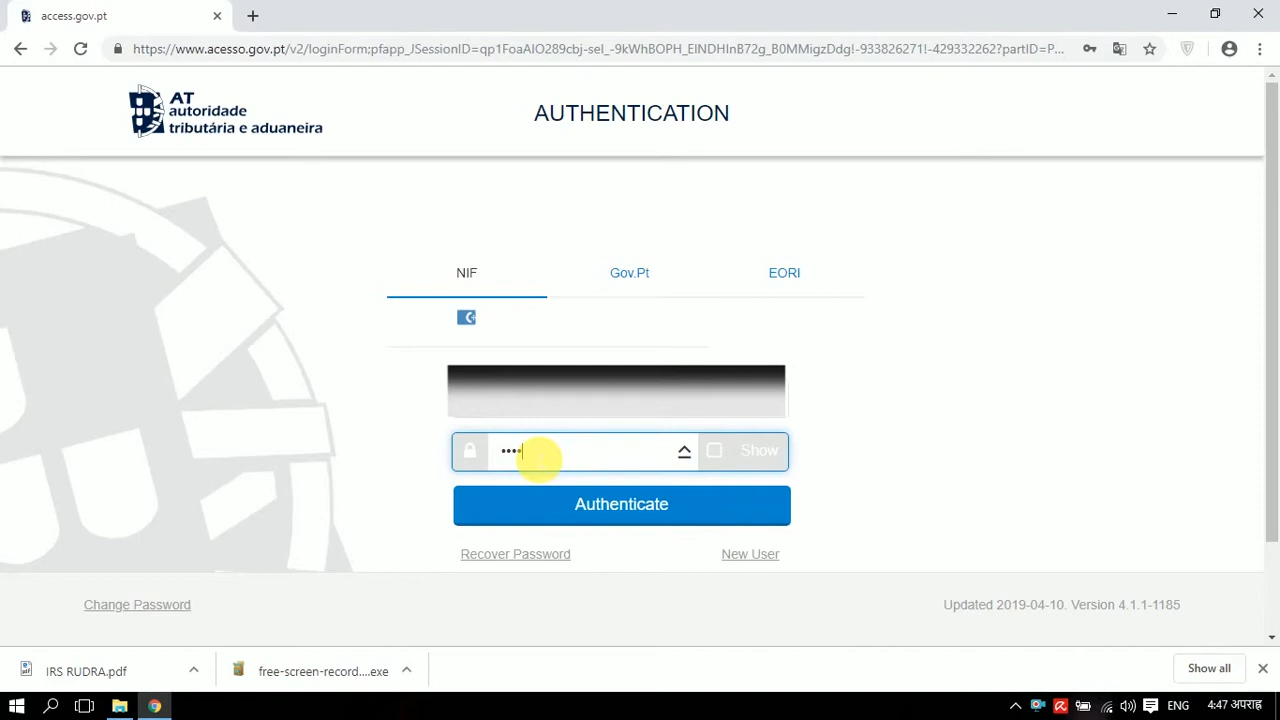 access.gov.pt
https://www.acesso.gov.pt/v2/loginForm;pfapp_JSessionID=qp1FoaAIO289cbj-sel_-9kWhBOPH_EINDHInB72g_B0MMigzDdg!-933826271!-429332262?partID=P...
AT
autoridade
tributária e aduaneira
AUTHENTICATION
NIF
Gov.Pt
EORI
••••
Show
Authenticate
Recover Password
New User
Change Password
Updated 2019-04-10. Version 4.1.1-1185
IRS RUDRA.pdf
free-screen-record....exe
Show all
ENG
4:47 अपराह्न